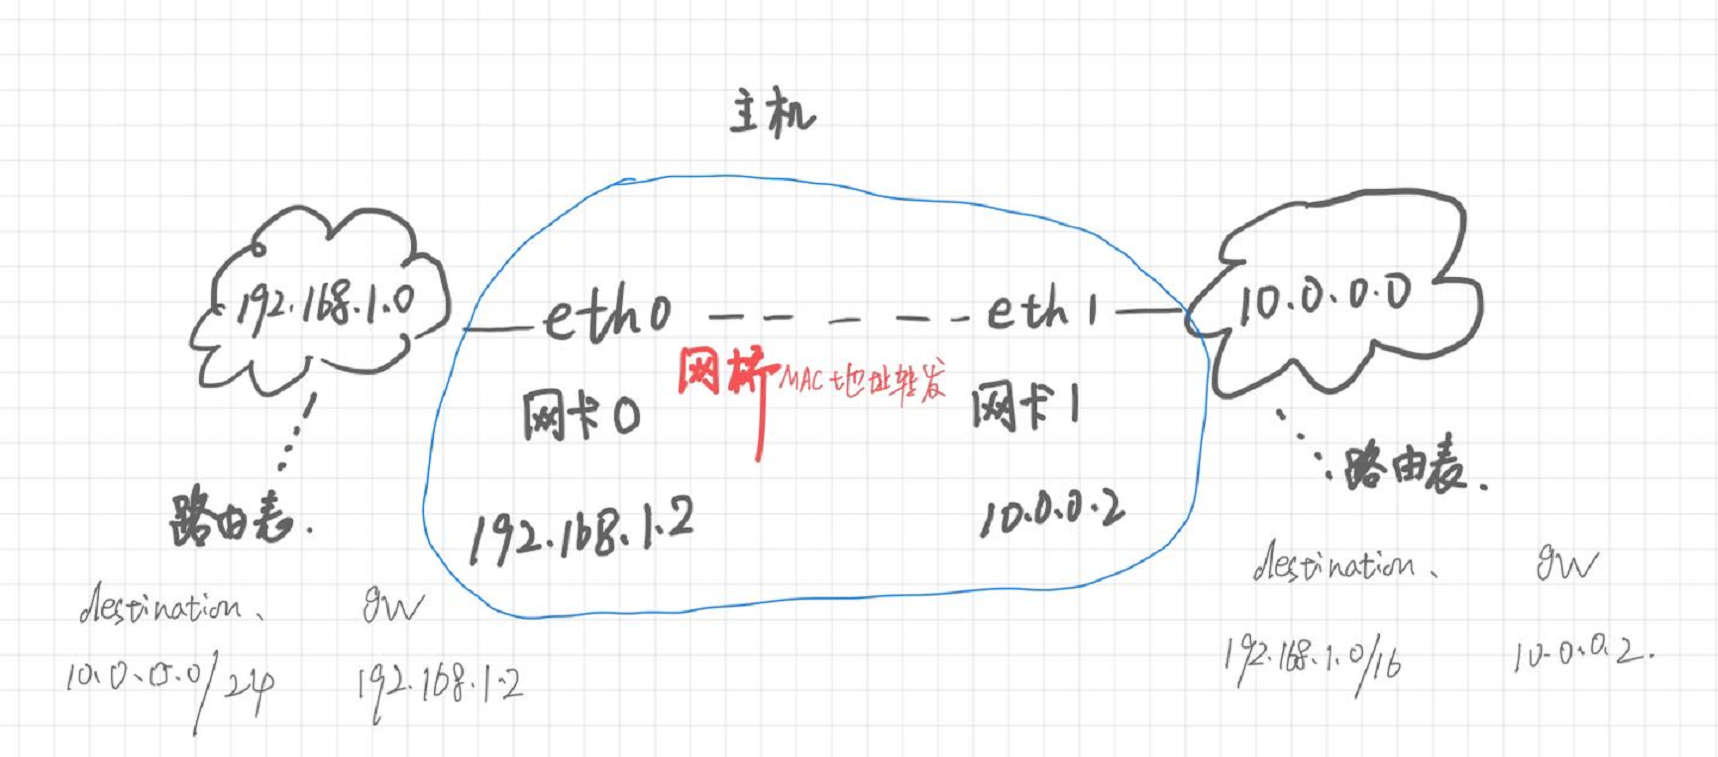 主机
192.168.1.0
eth0
eth1
10.0.0.0
网桥 MAC地址转发
网卡0
网卡1
路由表.
路由表.
192.168.1.2
10.0.0.2
destination、 gw
10.0.0.0/24 192.168.1.2
destination、 gw
192.168.1.0/16 10.0.0.2.